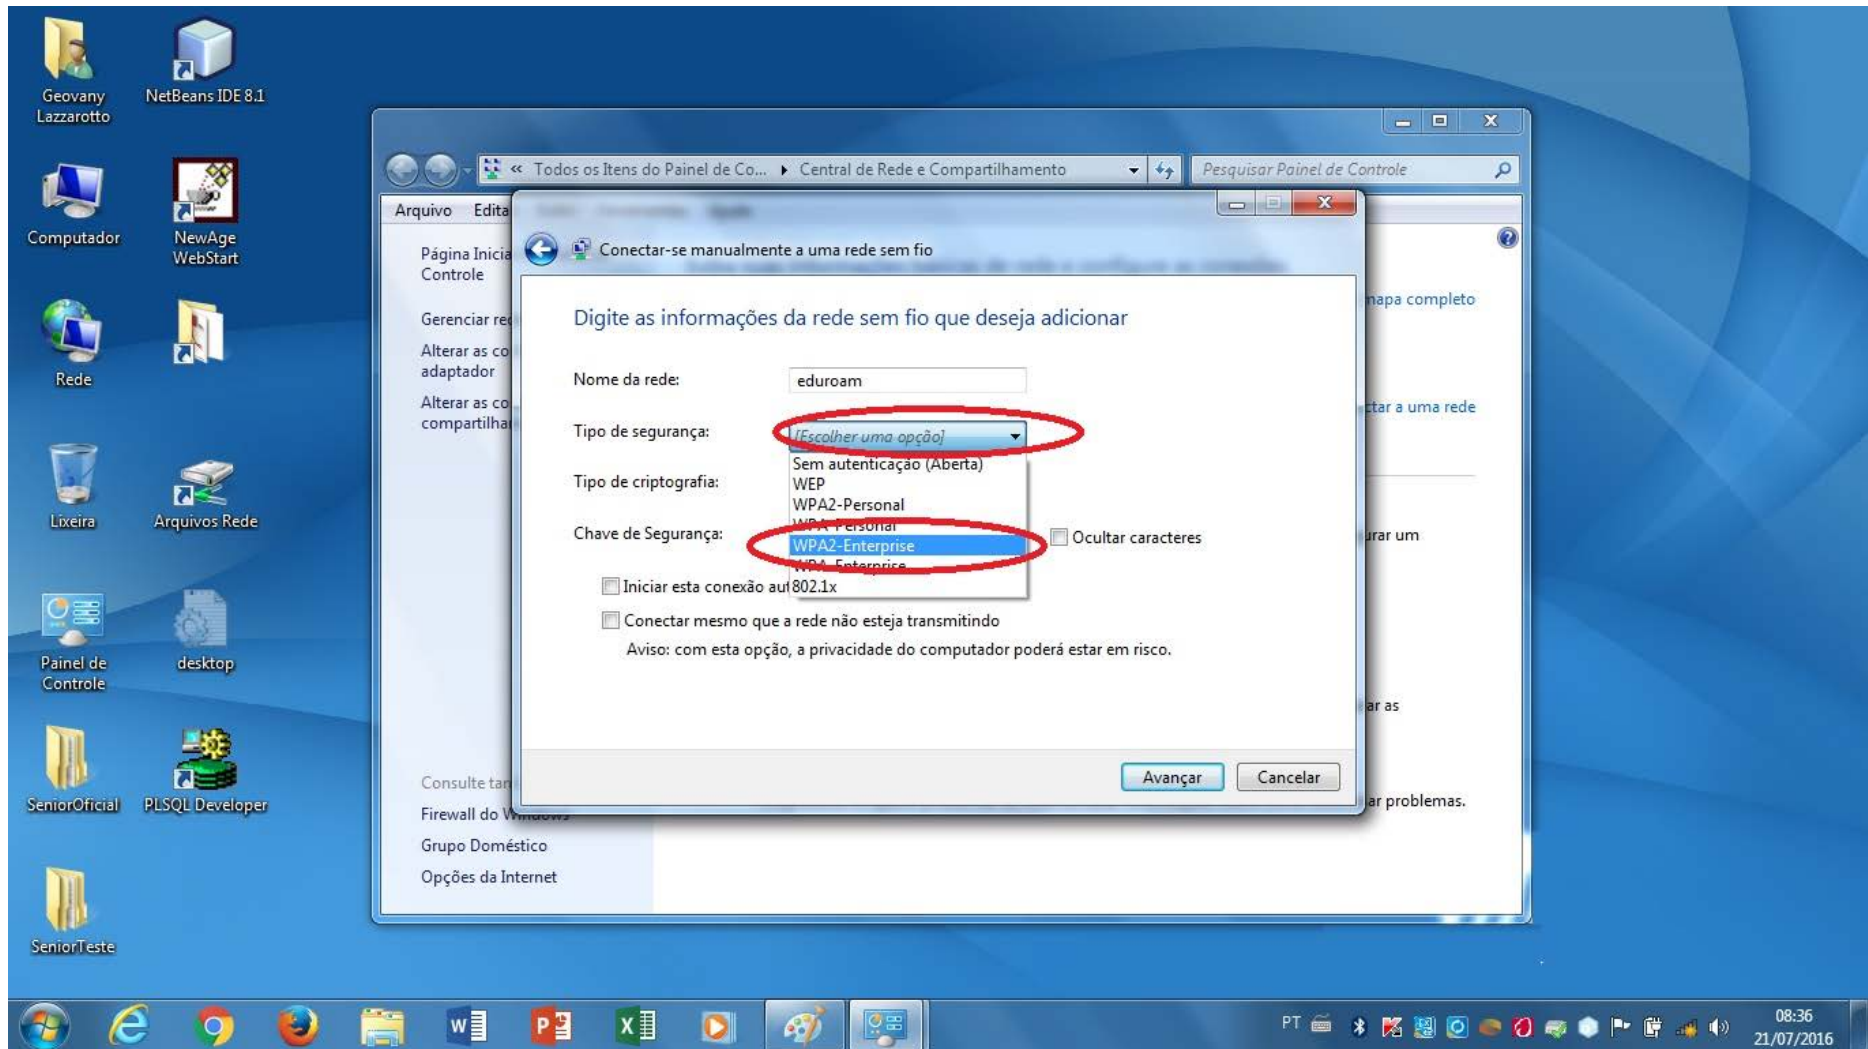 Geovany
Lazzarotto
NetBeans IDE 8.1
Computador
NewAge
WebStart
Rede
Lixeira
Arquivos Rede
Painel de
Controle
desktop
SeniorOficial
PLSQL Developer
SeniorTeste
« Todos os Itens do Painel de Co...
Central de Rede e Compartilhamento
Pesquisar Painel de Controle
Arquivo
Edita
Página Inicia
Controle
Gerenciar red
Alterar as co
adaptador
Alterar as co
compartilha
Consulte tan
Firewall do Windows
Grupo Doméstico
Opções da Internet
Conectar-se manualmente a uma rede sem fio
Digite as informações da rede sem fio que deseja adicionar
Nome da rede:
eduroam
Tipo de segurança:
[Escolher uma opção]
Sem autenticação (Aberta)
Tipo de criptografia:
WEP
WPA2-Personal
WPA-Personal
Chave de Segurança:
WPA2-Enterprise
Ocultar caracteres
WPA-Enterprise
Iniciar esta conexão aut
802.1x
Conectar mesmo que a rede não esteja transmitindo
Aviso: com esta opção, a privacidade do computador poderá estar em risco.
Avançar
Cancelar
mapa completo
ctar a uma rede
urar um
ar as
ar problemas.
PT
08:36
21/07/2016